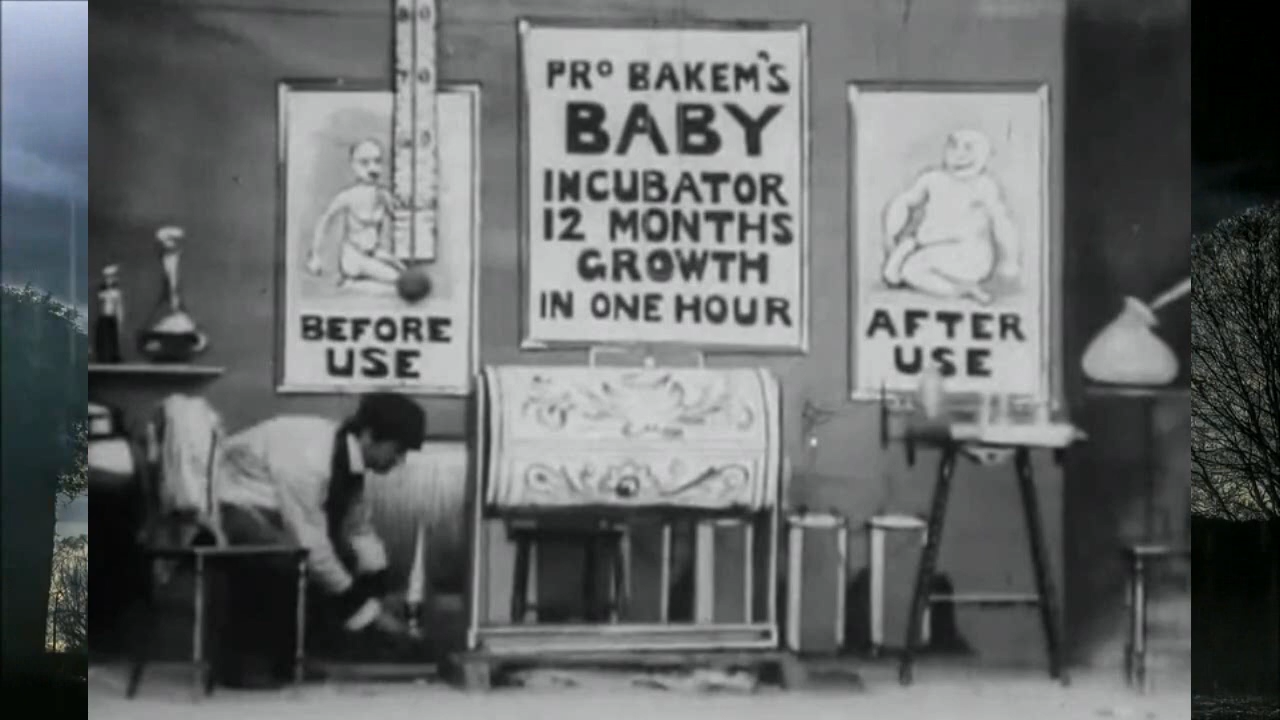 PRº BAKEM'S
BABY
INCUBATOR
12 MONTHS
GROWTH
IN ONE HOUR
BEFORE
USE
AFTER
USE